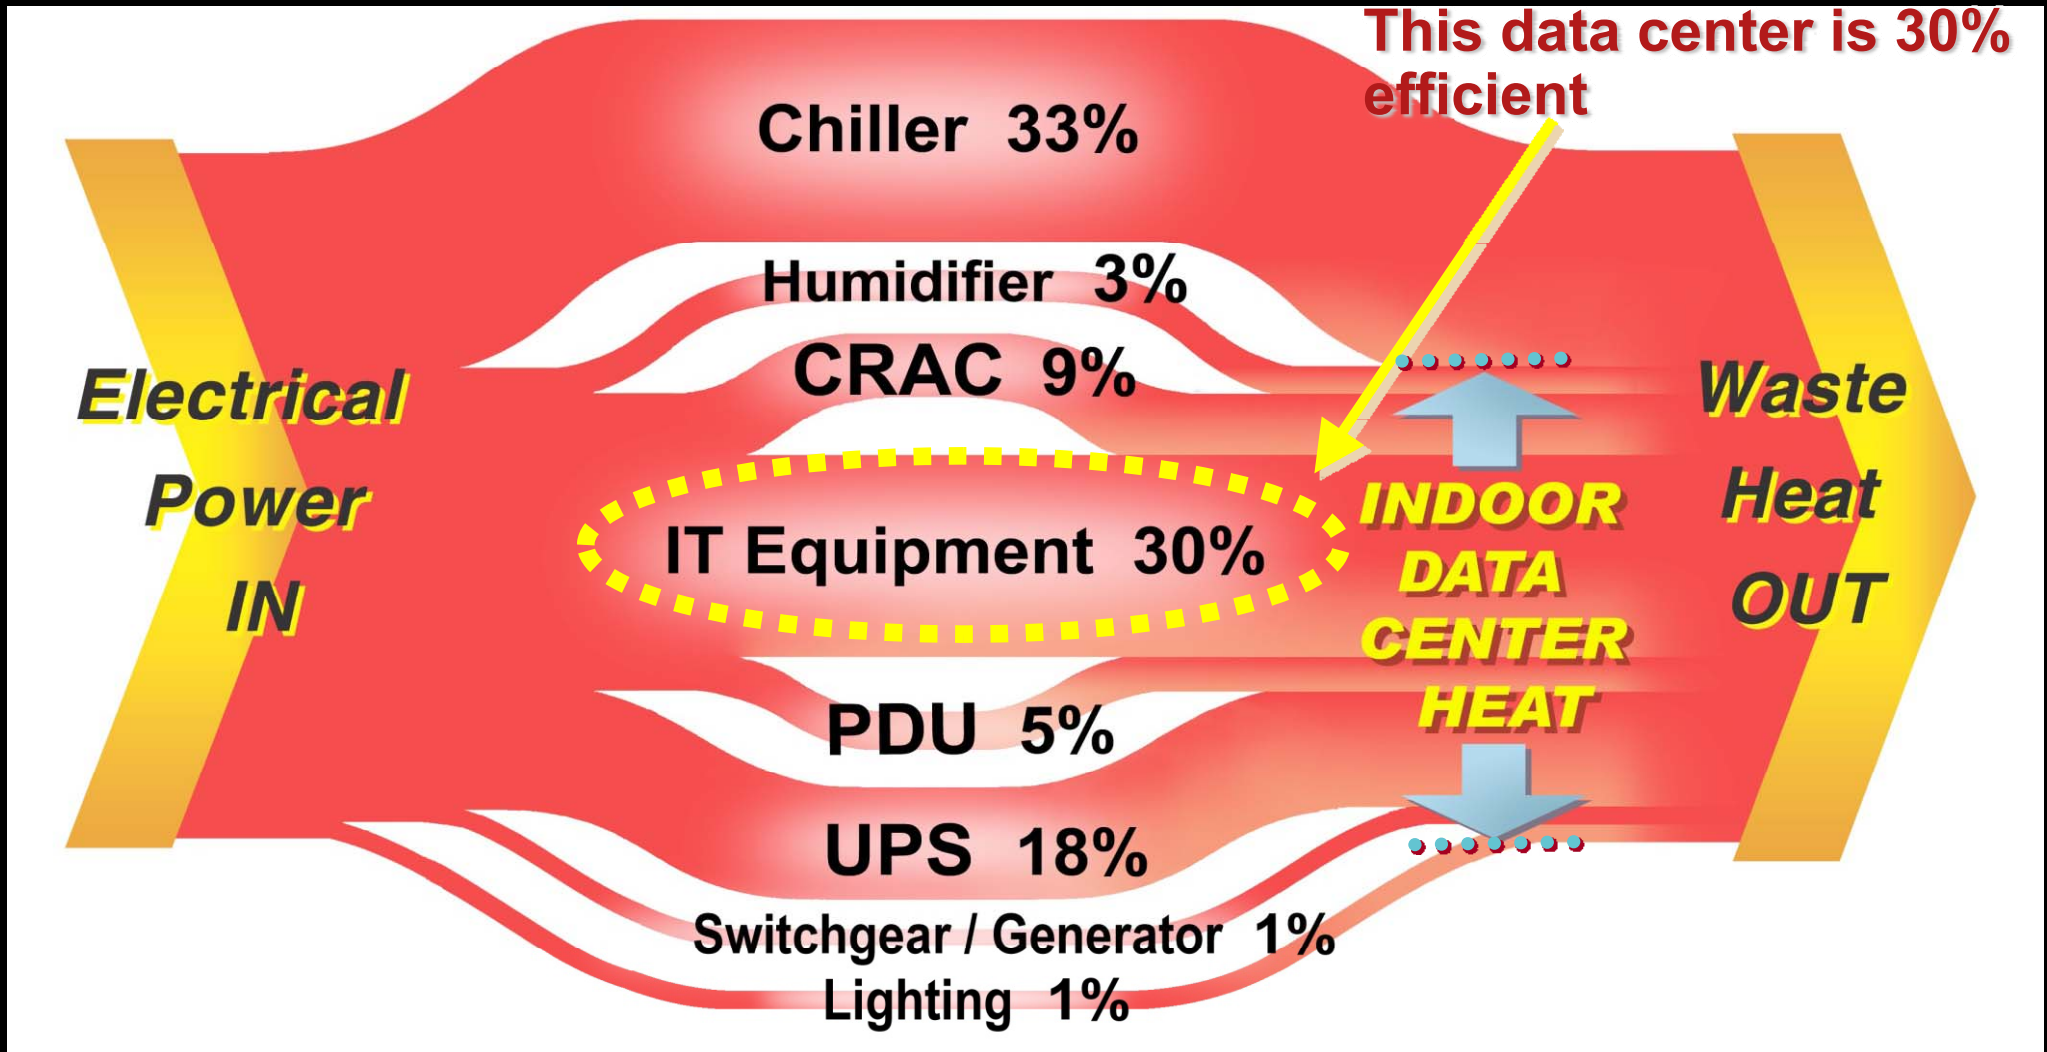 This data center is 30%
efficient
Chiller 33%
Humidifier 3%
CRAC 9%
Electrical
Power
IN
IT Equipment 30%
INDOOR
DATA
CENTER
HEAT
Waste
Heat
OUT
PDU 5%
UPS 18%
Switchgear / Generator 1%
Lighting 1%